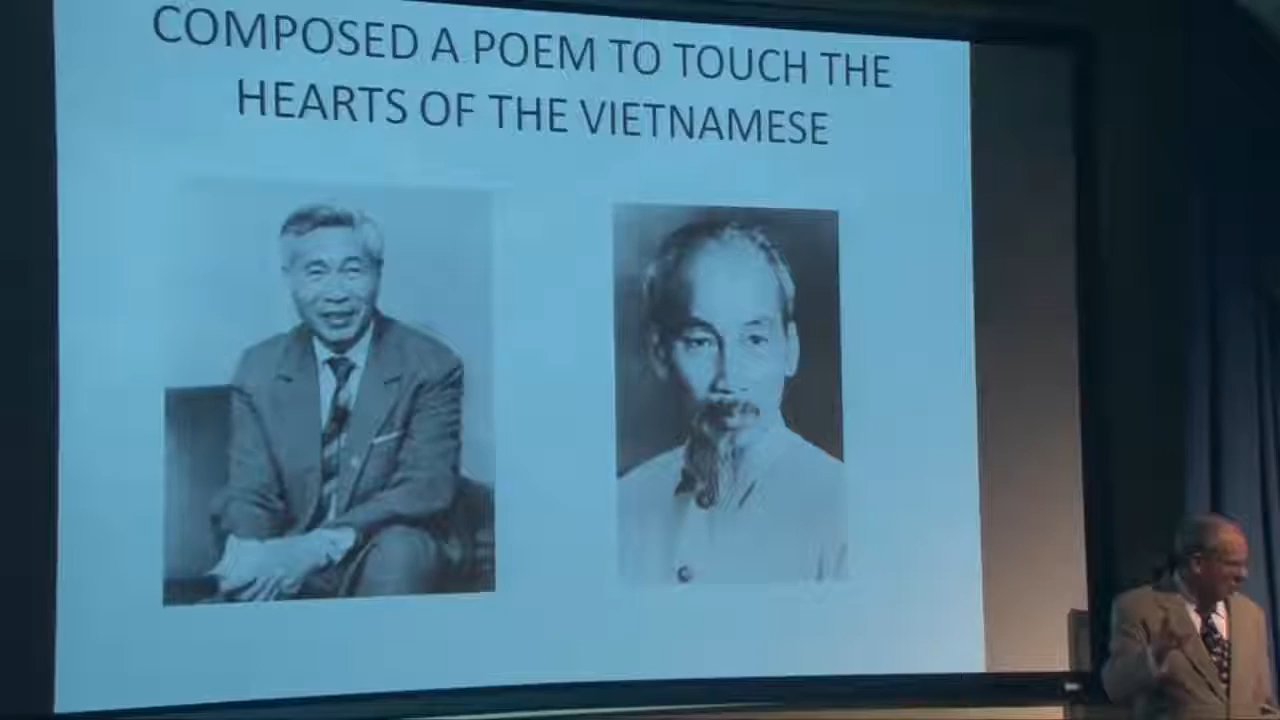 COMPOSED A POEM TO TOUCH THE
HEARTS OF THE VIETNAMESE